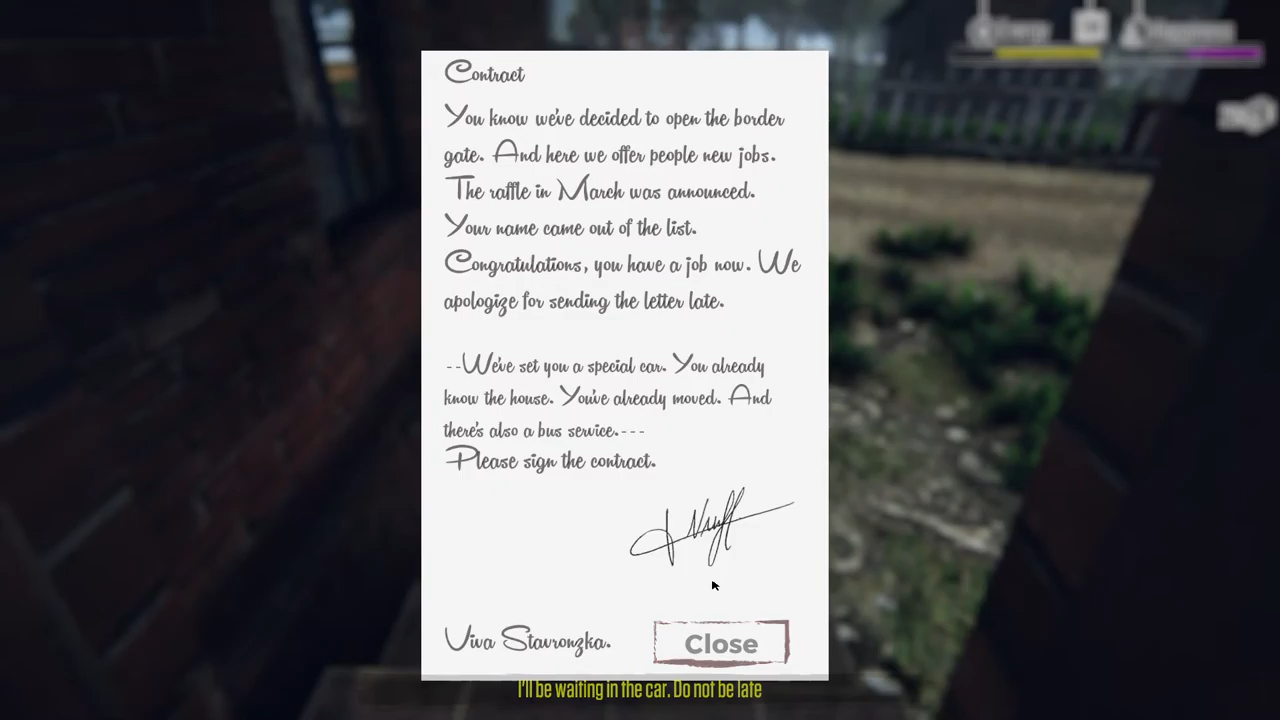 Contract
You know we've decided to open the border
gate. And here we offer people new jobs.
The raffle in March was announced.
Your name came out of the list.
Congratulations, you have a job now. We
apologize for sending the letter late.
--We've set you a special car. You already
know the house. You've already moved. And
there's also a bus service.---
Please sign the contract.
Viva Stavronzka.
Close
I'll be waiting in the car. Do not be late